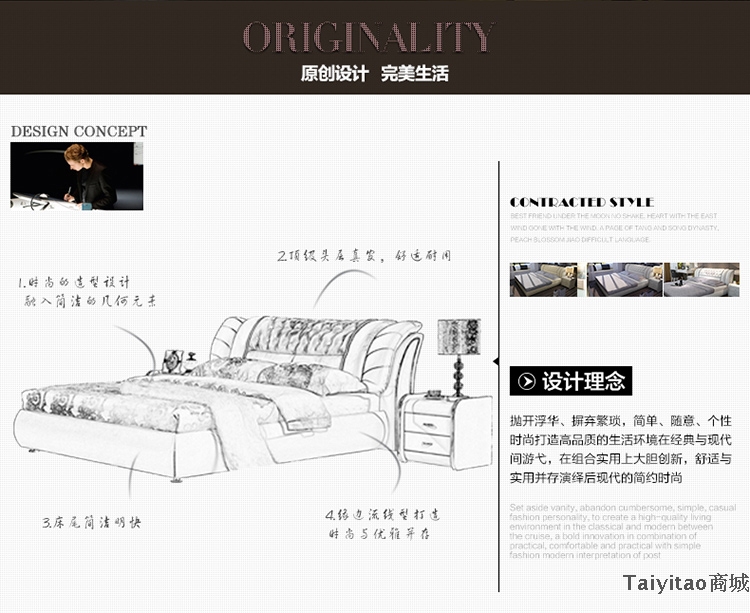 ORIGINALITY
原创设计 完美生活
DESIGN CONCEPT
1.时尚的造型设计
融入简洁的几何元素
2.顶级头层真皮，舒适耐用
3.床尾简洁明快
4.缘边流线型打造
时尚与优雅并存
CONTRACTED STYLE
BEST FRIEND UNDER THE MOON NO SHAKE, HEART WITH THE EAST
WIND GONE WITH THE WIND. A PAGE OF TANG AND SONG DYNASTY,
PEACH BLOSSOM JIAO DIFFICULT LANGUAGE.
设计理念
抛开浮华、摒弃繁琐，简单、随意、个性
时尚打造高品质的生活环境在经典与现代
间游弋，在组合实用上大胆创新，舒适与
实用并存演绎后现代的简约时尚
Set aside vanity, abandon cumbersome, simple, casual
fashion personality, to create a high-quality living
environment in the classical and modern between
the cruise, a bold innovation in combination of
practical, comfortable and practical with simple
fashion modern interpretation of post
Taiyitao商城